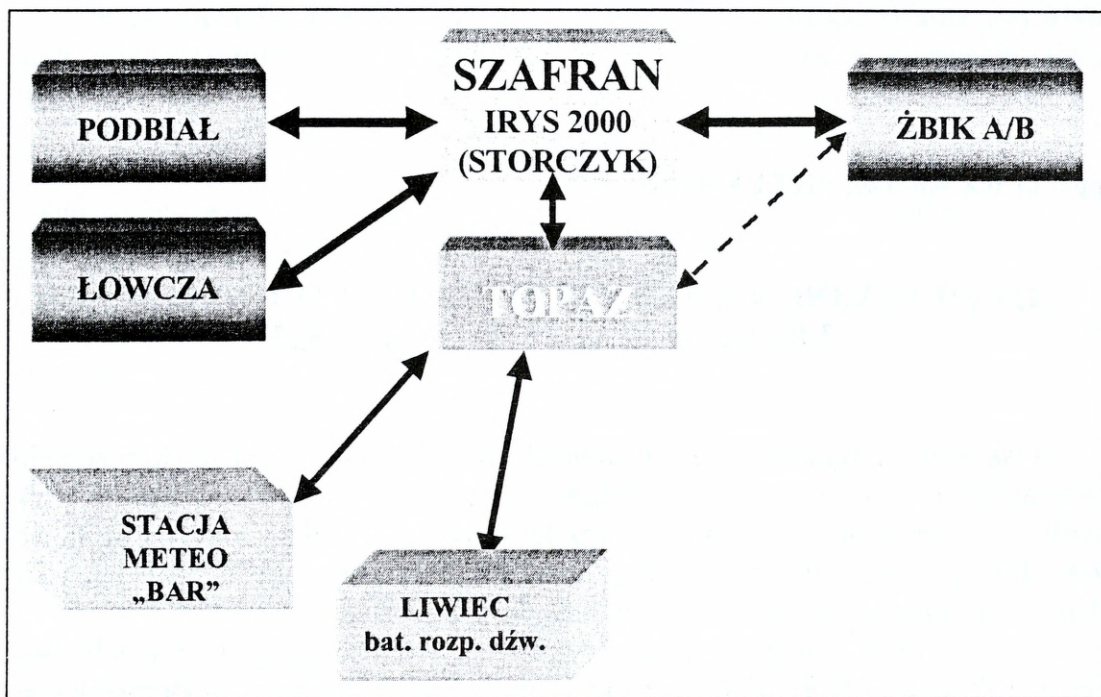 SZAFRAN
IRYS 2000
(STORCZYK)
PODBIAŁ
ŻBIK A/B
ŁOWCZA
TOPAZ
STACJA
METEO
„BAR”
LIWIEC
bat. rozp. dźw.